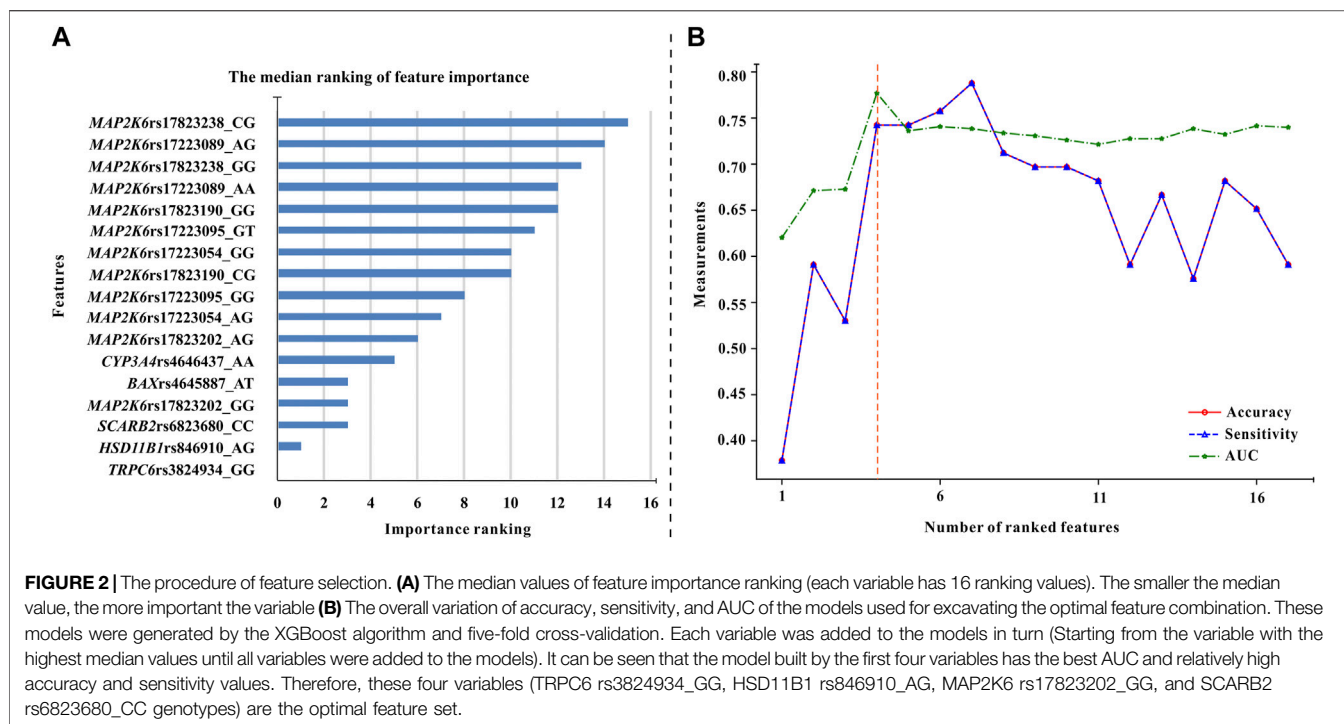 A
The median ranking of feature importance
Features
MAP2K6rs17823238_CG
MAP2K6rs17223089_AG
MAP2K6rs17823238_GG
MAP2K6rs17223089_AA
MAP2K6rs17823190_GG
MAP2K6rs17223095_GT
MAP2K6rs17223054_GG
MAP2K6rs17823190_CG
MAP2K6rs17223095_GG
MAP2K6rs17223054_AG
MAP2K6rs17823202_AG
CYP3A4rs4646437_AA
BAXrs4645887_AT
MAP2K6rs17823202_GG
SCARB2rs6823680_CC
HSD11B1rs846910_AG
TRPC6rs3824934_GG
0 2 4 6 8 10 12 14 16
Importance ranking
B
Measurements
0.80
0.75
0.70
0.65
0.60
0.55
0.50
0.45
0.40
Accuracy
Sensitivity
AUC
1 6 11 16
Number of ranked features
FIGURE 2 | The procedure of feature selection. (A) The median values of feature importance ranking (each variable has 16 ranking values). The smaller the median
value, the more important the variable (B) The overall variation of accuracy, sensitivity, and AUC of the models used for excavating the optimal feature combination. These
models were generated by the XGBoost algorithm and five-fold cross-validation. Each variable was added to the models in turn (Starting from the variable with the
highest median values until all variables were added to the models). It can be seen that the model built by the first four variables has the best AUC and relatively high
accuracy and sensitivity values. Therefore, these four variables (TRPC6 rs3824934_GG, HSD11B1 rs846910_AG, MAP2K6 rs17823202_GG, and SCARB2
rs6823680_CC genotypes) are the optimal feature set.